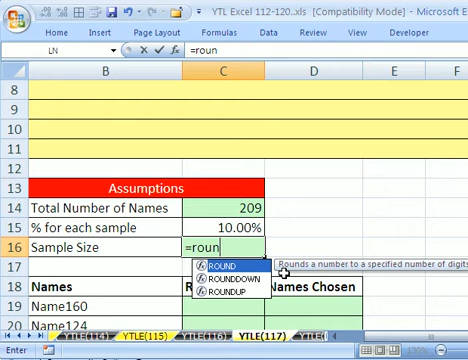 YTL Excel 112-120...xls [Compatibility Mode] - Microsoft E
Home Insert Page Layout Formulas Data Review View Developer
LN =roun
B C D E F
8
9
10
11
12
13 Assumptions
14 Total Number of Names 209
15 % for each sample 10.00%
16 Sample Size =roun
ROUND Rounds a number to a specified number of digits
17 ROUNDDOWN
ROUNDUP
18 Names R Names Chosen
19 Name160
20 Name124
YTLE(114) YTLE(115) YTLE(116) YTLE(117) YTLE(
Enter 130%